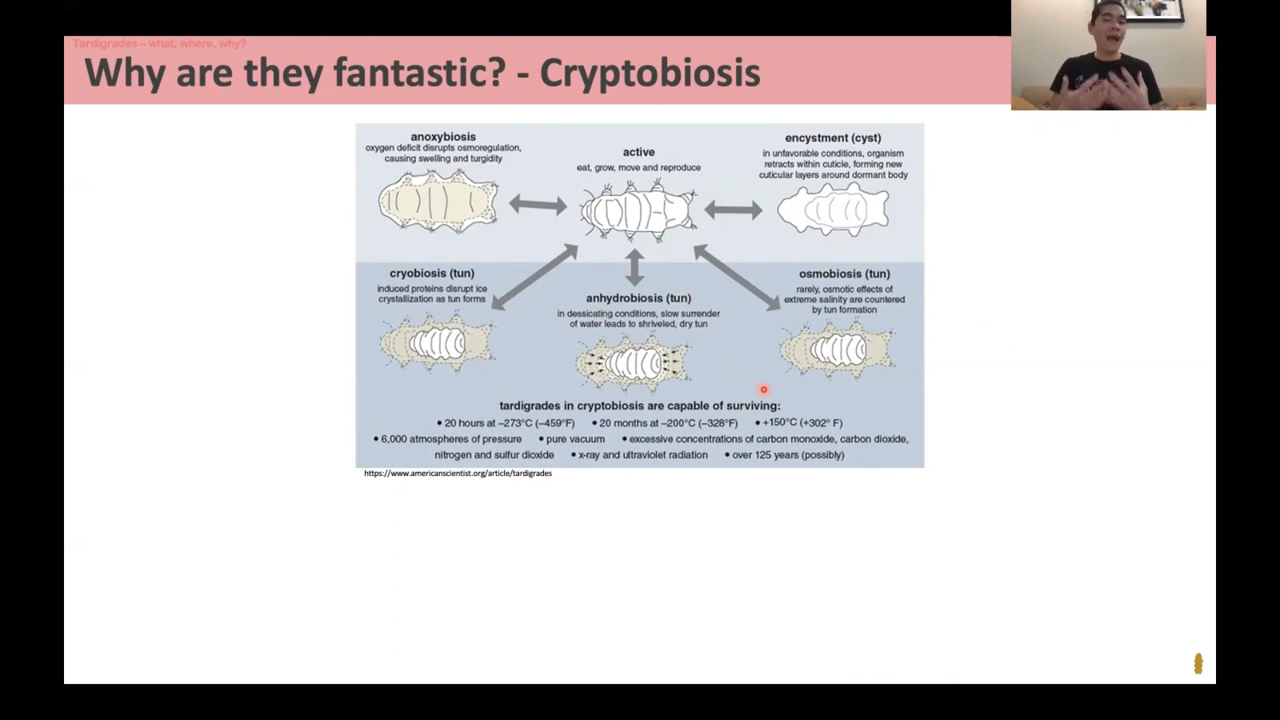 Tardigrades – what, where, why?
Why are they fantastic? - Cryptobiosis
anoxybiosis
oxygen deficit disrupts osmoregulation,
causing swelling and turgidity
active
eat, grow, move and reproduce
encystment (cyst)
in unfavorable conditions, organism
retracts within cuticle, forming new
cuticular layers around dormant body
cryobiosis (tun)
induced proteins disrupt ice
crystallization as tun forms
anhydrobiosis (tun)
in dessicating conditions, slow surrender
of water leads to shriveled, dry tun
osmobiosis (tun)
rarely, osmotic effects of
extreme salinity are countered
by tun formation
tardigrades in cryptobiosis are capable of surviving:
• 20 hours at –273°C (–459°F) • 20 months at –200°C (–328°F) • +150°C (+302° F)
• 6,000 atmospheres of pressure • pure vacuum • excessive concentrations of carbon monoxide, carbon dioxide,
nitrogen and sulfur dioxide • x-ray and ultraviolet radiation • over 125 years (possibly)
https://www.americanscientist.org/article/tardigrades